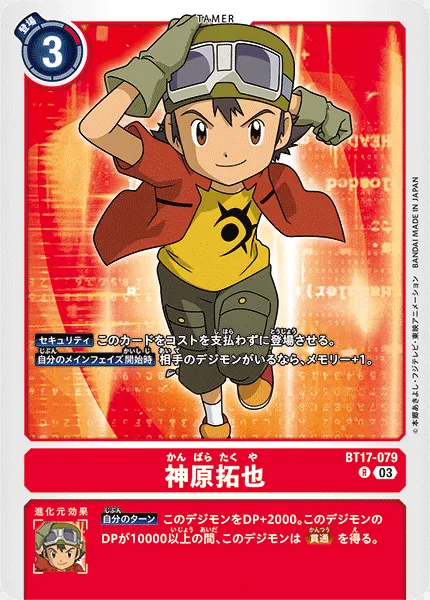 TAMER
登場
3
セキュリティ このカードをコストを支払わずに登場させる。
自分のメインフェイズ開始時 相手のデジモンがいるなら、メモリー+1。
©本郷あきよし・フジテレビ・東映アニメーション BANDAI MADE IN JAPAN
BT17-079
かん ばら たく や
神原拓也
R 03
進化元効果
自分のターン このデジモンをDP+2000。このデジモンの
DPが10000以上の間、このデジモンは 貫通 を得る。